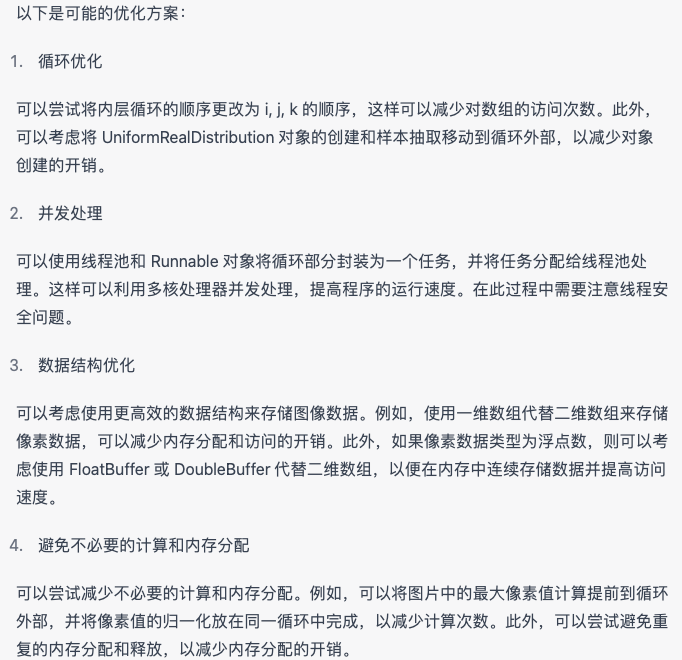 以下是可能的优化方案：
1. 循环优化
可以尝试将内层循环的顺序更改为 i, j, k 的顺序，这样可以减少对数组的访问次数。此外，
可以考虑将 UniformRealDistribution 对象的创建和样本抽取移动到循环外部，以减少对象
创建的开销。
2. 并发处理
可以使用线程池和 Runnable 对象将循环部分封装为一个任务，并将任务分配给线程池处
理。这样可以利用多核处理器并发处理，提高程序的运行速度。在此过程中需要注意线程安
全问题。
3. 数据结构优化
可以考虑使用更高效的数据结构来存储图像数据。例如，使用一维数组代替二维数组来存储
像素数据，可以减少内存分配和访问的开销。此外，如果像素数据类型为浮点数，则可以考
虑使用 FloatBuffer 或 DoubleBuffer 代替二维数组，以便在内存中连续存储数据并提高访问
速度。
4. 避免不必要的计算和内存分配
可以尝试减少不必要的计算和内存分配。例如，可以将图片中的最大像素值计算提前到循环
外部，并将像素值的归一化放在同一循环中完成，以减少计算次数。此外，可以尝试避免重
复的内存分配和释放，以减少内存分配的开销。